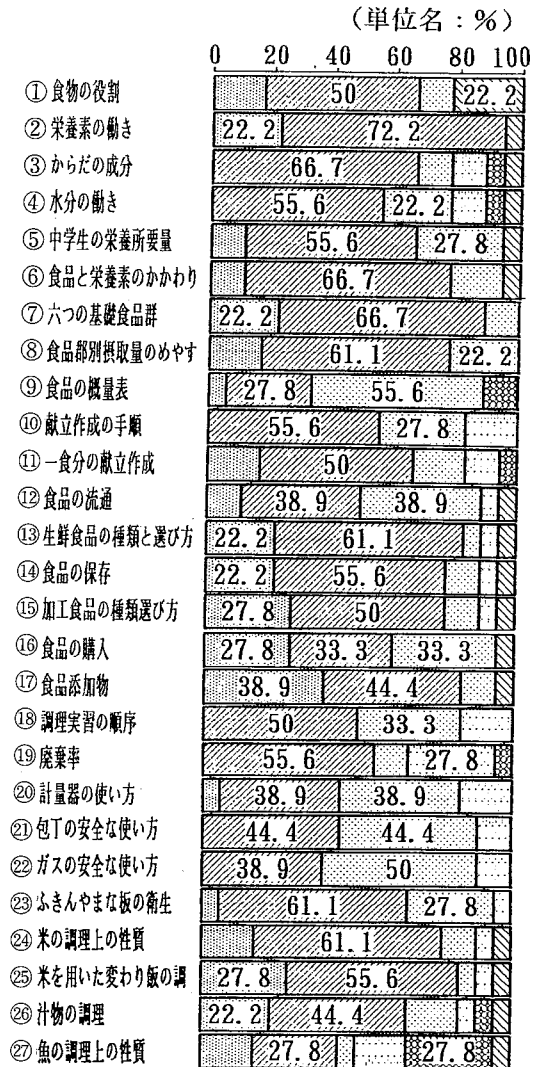 (単位名:%)
0 20 40 60 80 100
①食物の役割 50 22.2
②栄養素の働き 22.2 72.2
③からだの成分 66.7
④水分の働き 55.6 22.2
⑤中学生の栄養所要量 55.6 27.8
⑥食品と栄養素のかかわり 66.7
⑦六つの基礎食品群 22.2 66.7
⑧食品群別摂取量のめやす 61.1 22.2
⑨食品の概量表 27.8 55.6
⑩献立作成の手順 55.6 27.8
⑪一食分の献立作成 50
⑫食品の流通 38.9 38.9
⑬生鮮食品の種類と選び方 22.2 61.1
⑭食品の保存 22.2 55.6
⑮加工食品の種類選び方 27.8 50
⑯食品の購入 27.8 33.3 33.3
⑰食品添加物 38.9 44.4
⑱調理実習の順序 50 33.3
⑲廃棄率 55.6 27.8
⑳計量器の使い方 38.9 38.9
㉑包丁の安全な使い方 44.4 44.4
㉒ガスの安全な使い方 38.9 50
㉓ふきんやまな板の衛生 61.1 27.8
㉔米の調理上の性質 61.1
㉕米を用いた変わり飯の調 27.8 55.6
㉖汁物の調理 22.2 44.4
㉗魚の調理上の性質 27.8 27.8